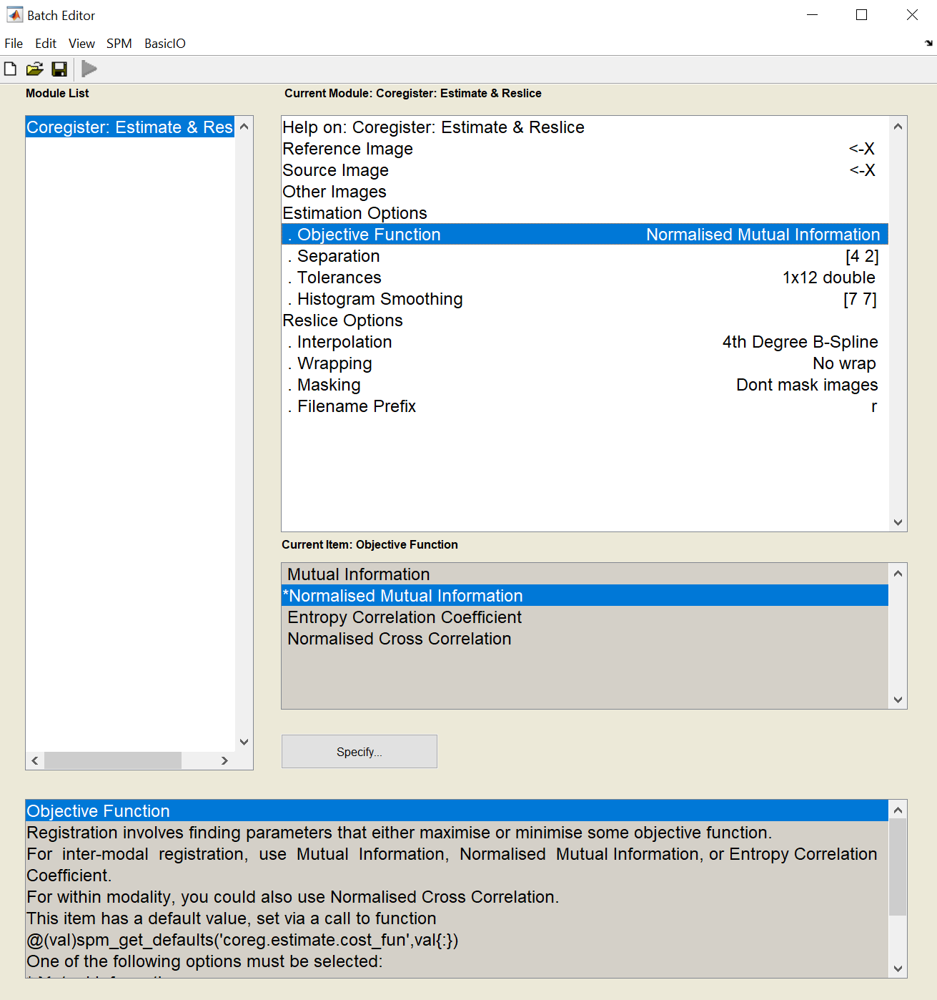 Batch Editor
File Edit View SPM BasicIO
Module List
Coregister: Estimate & Res
Current Module: Coregister: Estimate & Reslice
Help on: Coregister: Estimate & Reslice
Reference Image <-X
Source Image <-X
Other Images
Estimation Options
. Objective Function Normalised Mutual Information
. Separation [4 2]
. Tolerances 1x12 double
. Histogram Smoothing [7 7]
Reslice Options
. Interpolation 4th Degree B-Spline
. Wrapping No wrap
. Masking Dont mask images
. Filename Prefix r
Current Item: Objective Function
Mutual Information
*Normalised Mutual Information
Entropy Correlation Coefficient
Normalised Cross Correlation
Specify...
Objective Function
Registration involves finding parameters that either maximise or minimise some objective function.
For inter-modal registration, use Mutual Information, Normalised Mutual Information, or Entropy Correlation
Coefficient.
For within modality, you could also use Normalised Cross Correlation.
This item has a default value, set via a call to function
@(val)spm_get_defaults('coreg.estimate.cost_fun',val{:})
One of the following options must be selected: